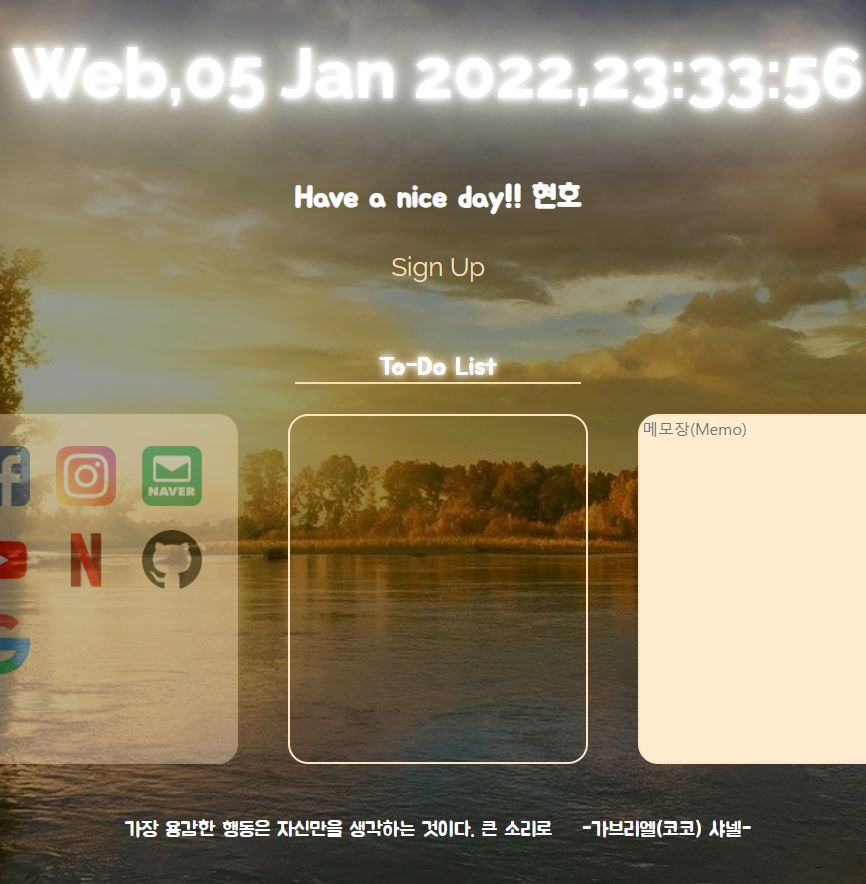 Web,05 Jan 2022,23:33:56
Have a nice day!! 현호
Sign Up
To-Do List
메모장(Memo)
NAVER
가장 용감한 행동은 자신만을 생각하는 것이다. 큰 소리로 -가브리엘(코코) 샤넬-